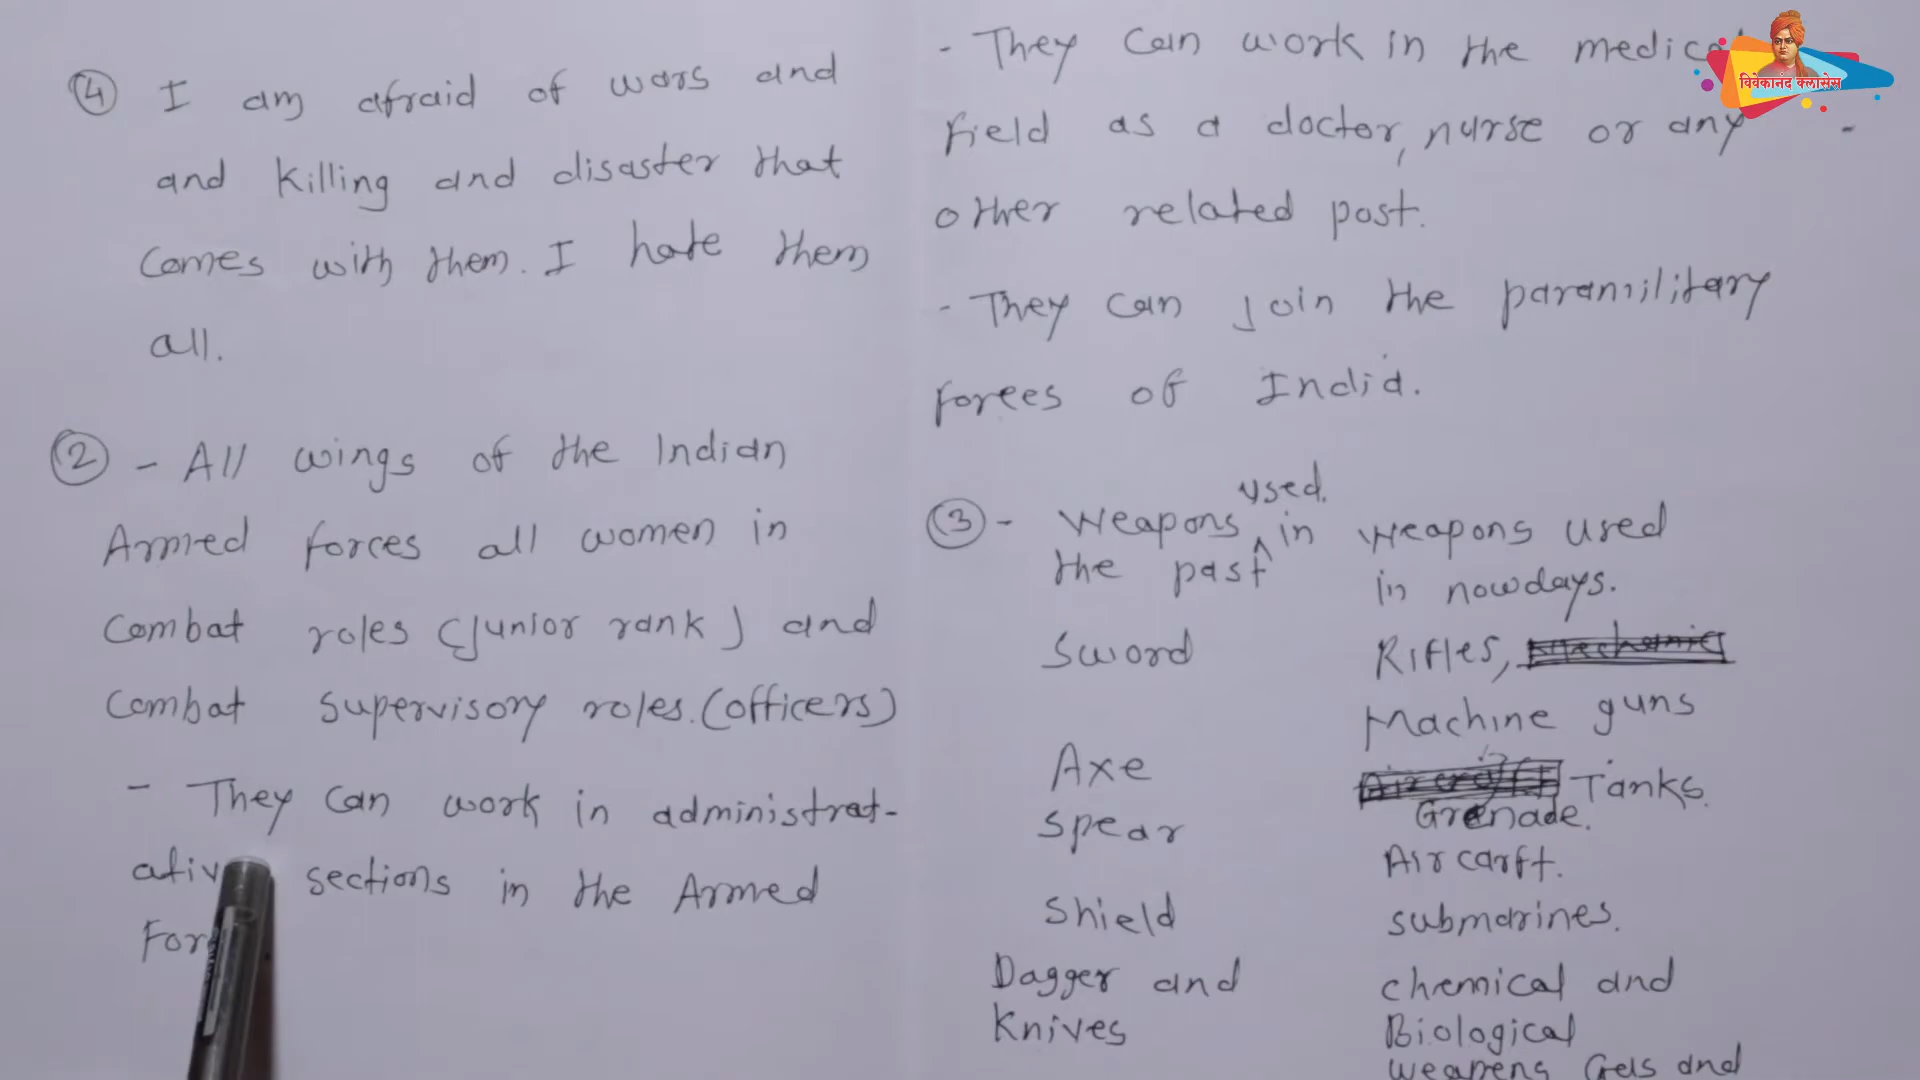 ④ I am afraid of wars and
and killing and disaster that
comes with them. I hate them
all.
② - All wings of the Indian
Armed forces all women in
combat roles (Junior rank) and
combat supervisory roles. (officers)
- They can work in administrat-
ative sections in the Armed
For
- They can work in the medical
field as a doctor, nurse or any -
other related post.
- They can Join the paramilitary
forees of India.
③ - Weapons used. in
the past
Sword
Axe
Spear
Shield
Dagger and
Knives
weapons used
in nowdays.
Rifles,
Machine guns
Tanks.
Grenade.
Aircarft.
submarines.
chemical and
Biological
weapens Gels and
विवेकानंद क्लासेस